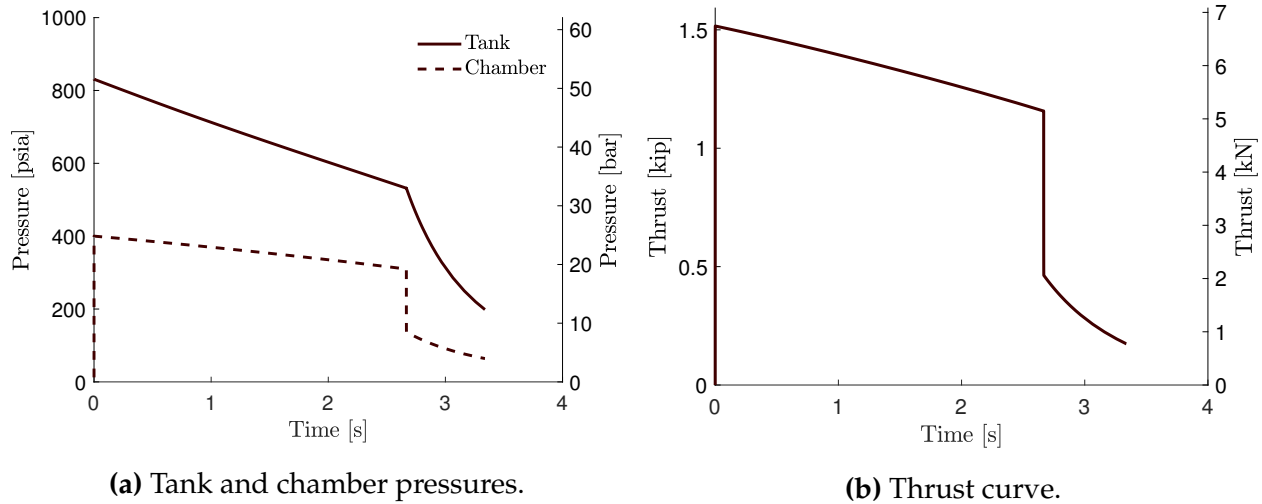 1000
800
600
400
200
0
Pressure [psia]
60
50
40
30
20
10
0
Pressure [bar]
Tank
Chamber
0 1 2 3 4
Time [s]
(a) Tank and chamber pressures.
1.5
1
0.5
0
Thrust [kip]
7
6
5
4
3
2
1
0
Thrust [kN]
0 1 2 3 4
Time [s]
(b) Thrust curve.